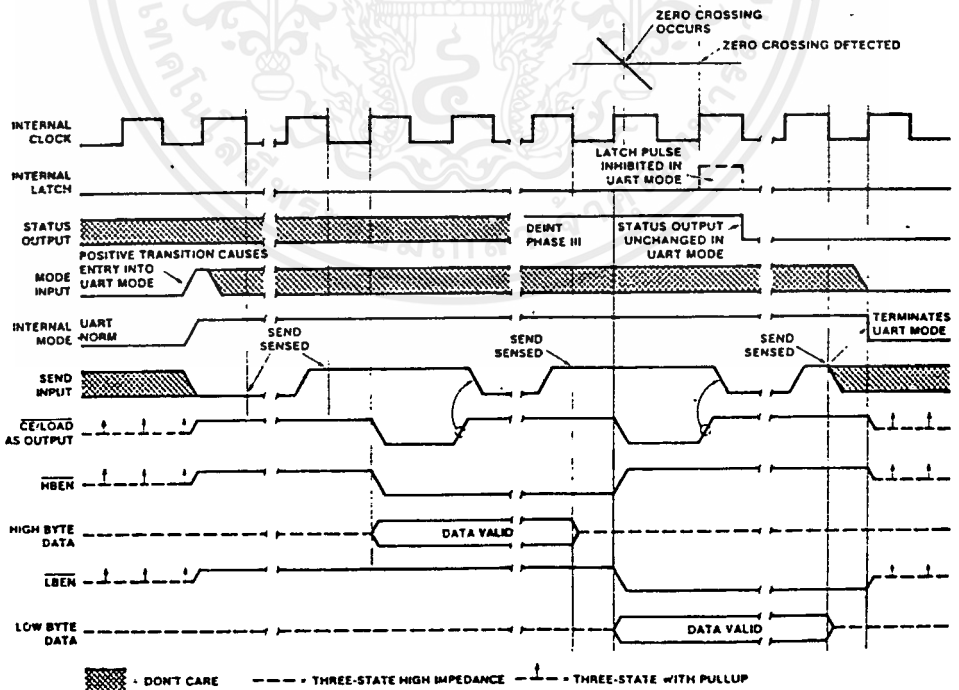 ZERO CROSSING
OCCURS
ZERO CROSSING DETECTED
INTERNAL
CLOCK
LATCH PULSE
INHIBITED IN
UART MODE
INTERNAL
LATCH
STATUS
OUTPUT
DEINT
PHASE III
STATUS OUTPUT
UNCHANGED IN
UART MODE
POSITIVE TRANSITION CAUSES
ENTRY INTO
UART MODE
MODE
INPUT
INTERNAL
MODE
UART
NORM
TERMINATES
UART MODE
SEND
SENSED
SEND
SENSED
SEND
SENSED
SEND
INPUT
CE/LOAD
AS OUTPUT
HBEN
HIGH BYTE
DATA
DATA VALID
LBEN
LOW BYTE
DATA
DATA VALID
- DON'T CARE
- THREE-STATE HIGH IMPEDANCE
- THREE-STATE WITH PULLUP